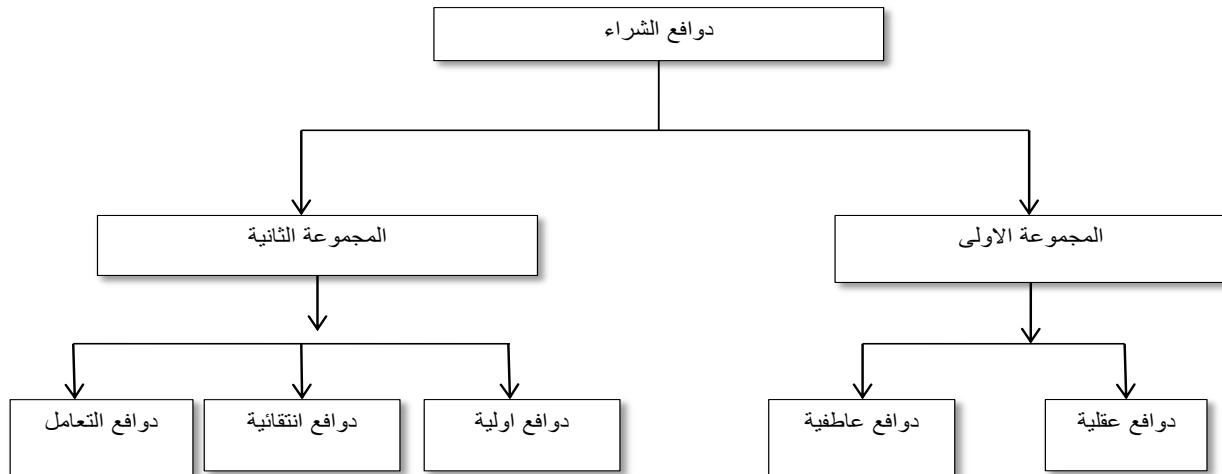 دوافع الشراء
المجموعة الاولى
المجموعة الثانية
دوافع عقلية
دوافع عاطفية
دوافع اولية
دوافع انتقائية
دوافع التعامل